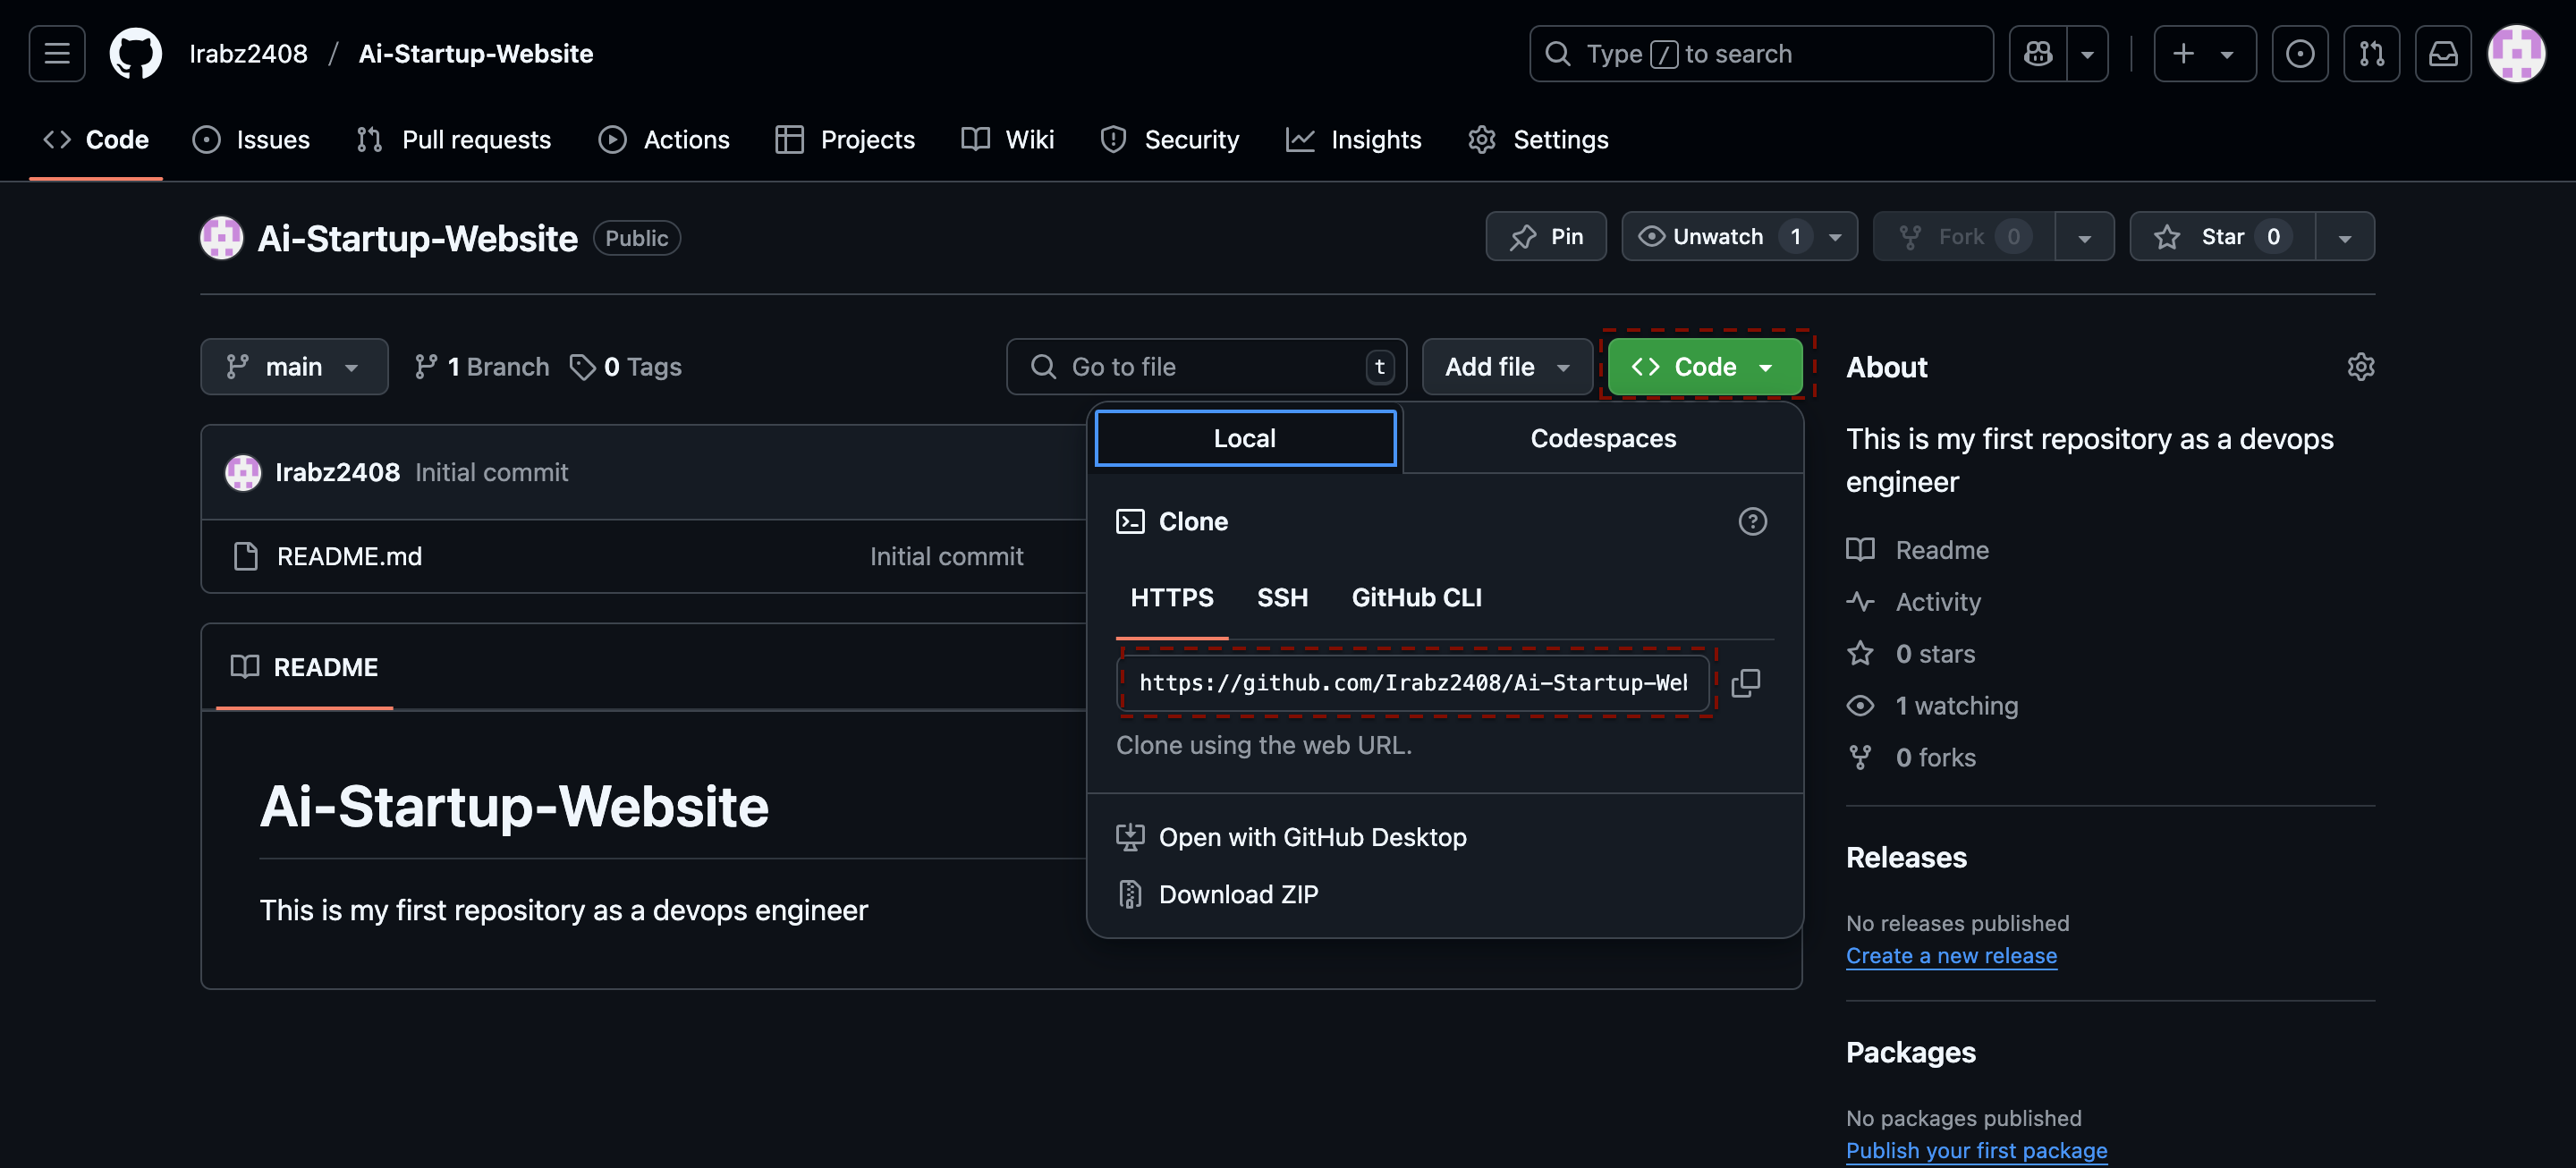 Irabz2408 / Ai-Startup-Website
Type / to search
Code Issues Pull requests Actions Projects Wiki Security Insights Settings
Ai-Startup-Website Public
Pin Unwatch 1 Fork 0 Star 0
main 1 Branch 0 Tags Go to file t Add file Code
Local Codespaces
Irabz2408 Initial commit
README.md Initial commit
Clone
HTTPS SSH GitHub CLI
https://github.com/Irabz2408/Ai-Startup-Web
Clone using the web URL.
Open with GitHub Desktop
Download ZIP
README
Ai-Startup-Website
This is my first repository as a devops engineer
About
This is my first repository as a devops
engineer
Readme
Activity
0 stars
1 watching
0 forks
Releases
No releases published
Create a new release
Packages
No packages published
Publish your first package